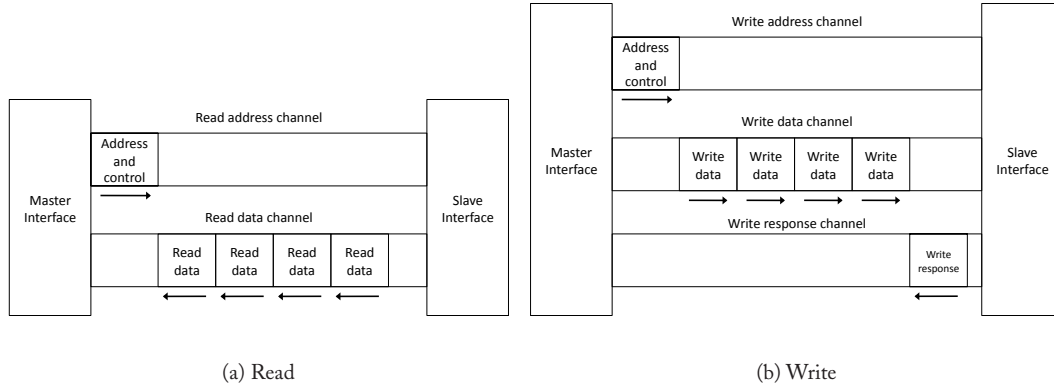 Read address channel
Address
and
control
Master
Interface
Slave
Interface
Read data channel
Read
data
Read
data
Read
data
Read
data
(a) Read
Write address channel
Address
and
control
Write data channel
Master
Interface
Write
data
Write
data
Write
data
Write
data
Slave
Interface
Write response channel
Write
response
(b) Write